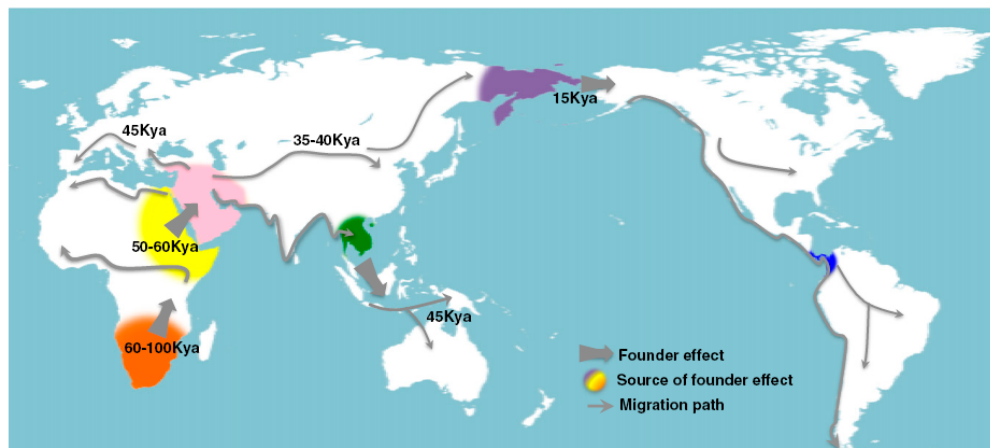 15Kya
45Kya
35-40Kya
50-60Kya
45Kya
60-100Kya
Founder effect
Source of founder effect
Migration path